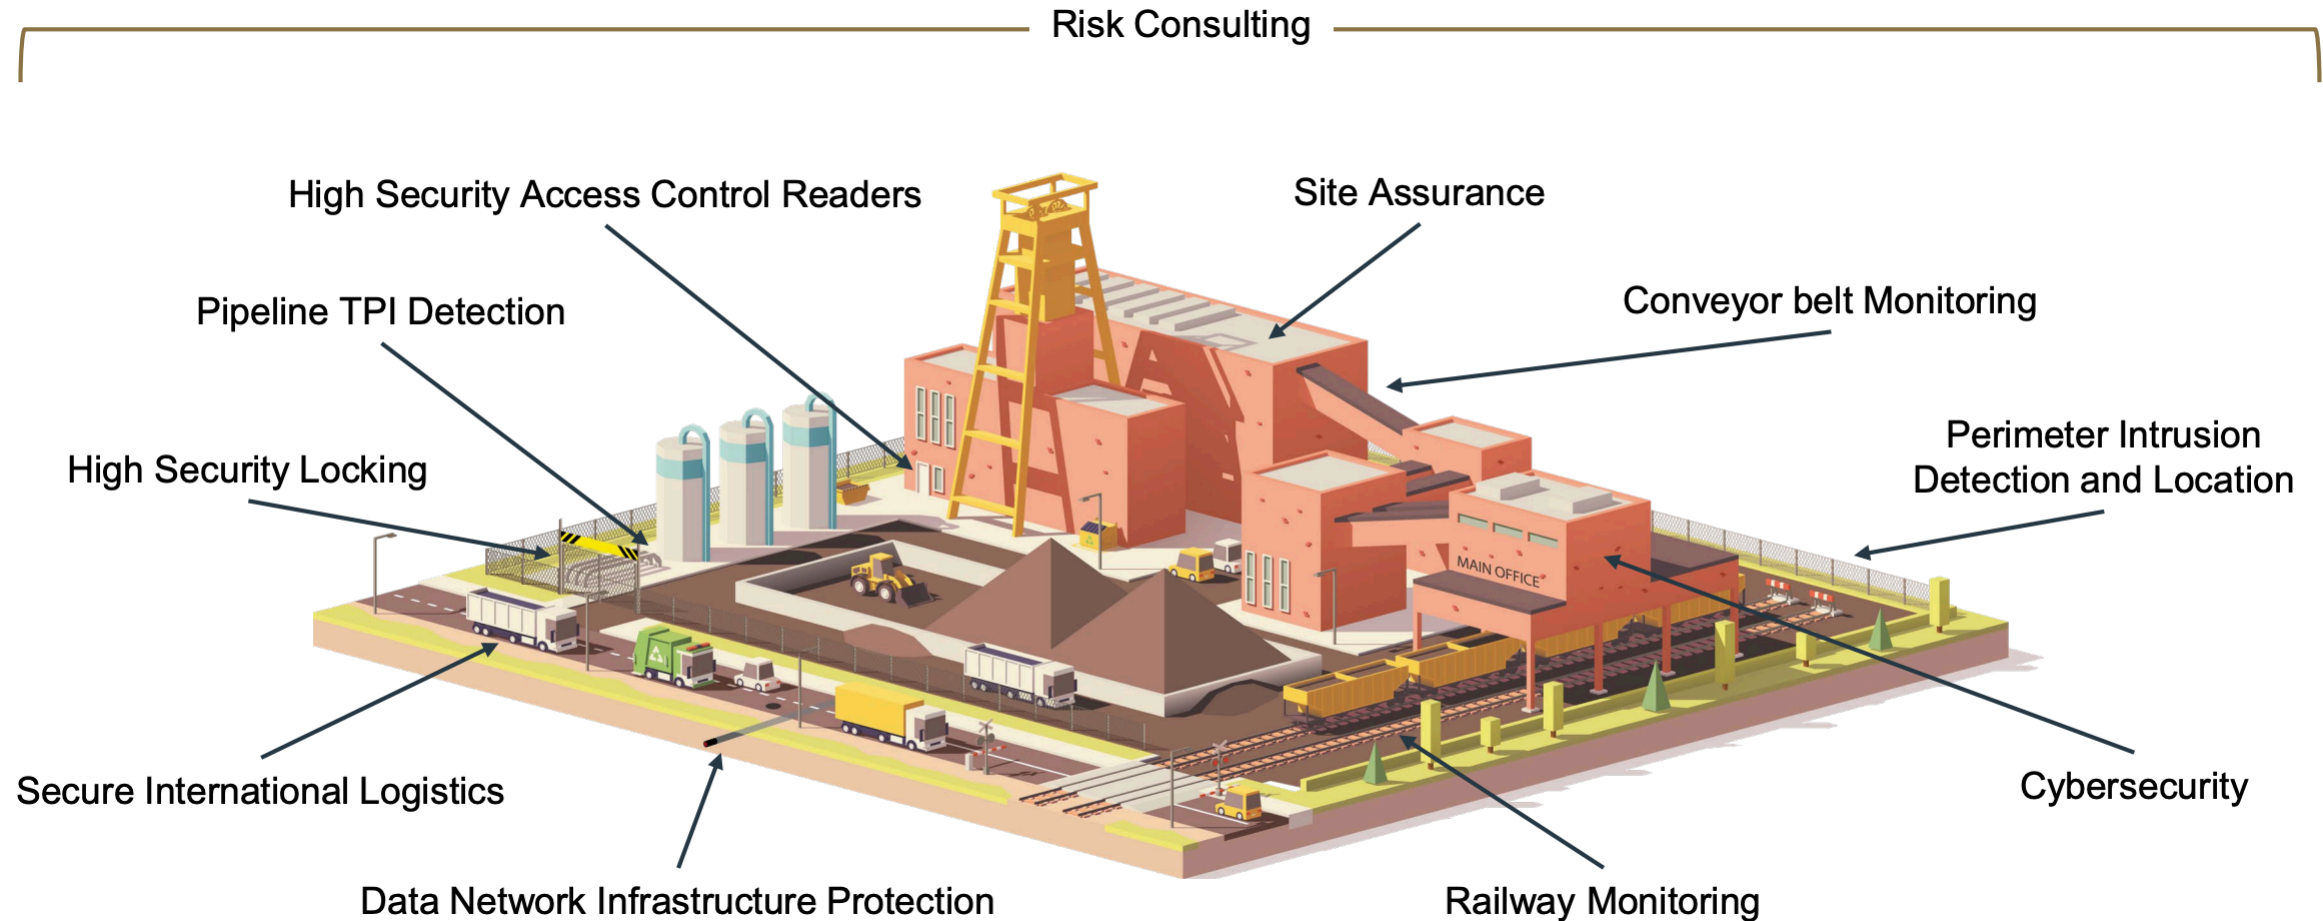 Risk Consulting
High Security Access Control Readers
Site Assurance
Pipeline TPI Detection
Conveyor belt Monitoring
High Security Locking
Perimeter Intrusion
Detection and Location
MAIN OFFICE
Secure International Logistics
Cybersecurity
Data Network Infrastructure Protection
Railway Monitoring